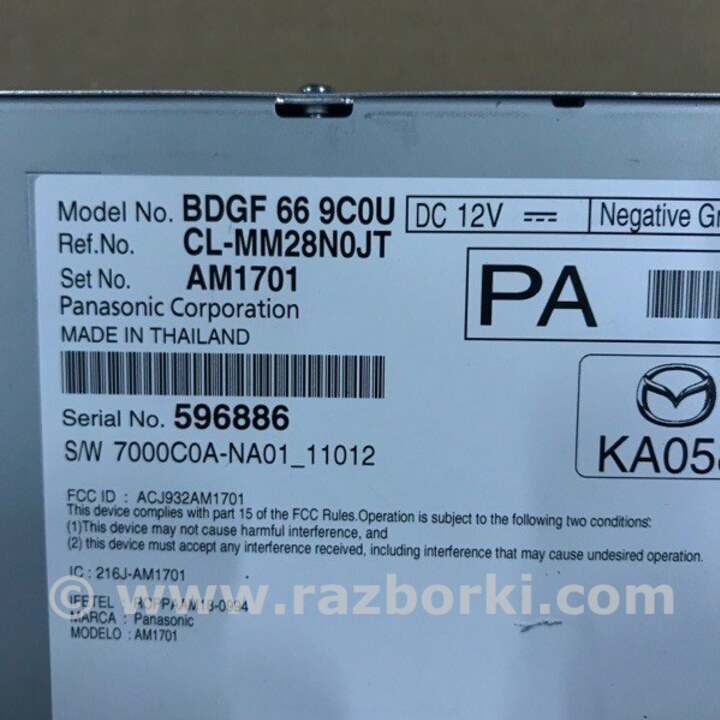 Model No. BDGF 66 9C0U DC 12V Negative
Ref.No. CL-MM28N0JT
Set No. AM1701 PA
Panasonic Corporation
MADE IN THAILAND
Serial No. 596886
S/W 7000C0A-NA01_11012 KA05
FCC ID : ACJ932AM1701
This device complies with part 15 of the FCC Rules.Operation is subject to the following two conditions:
(1)This device may not cause harmful interference, and
(2) this device must accept any interference received, including interference that may cause undesired operation.
IC : 216J-AM1701
© www.razborki.com
IFETEL : RCPPAAM18-0994
MARCA : Panasonic
MODELO : AM1701